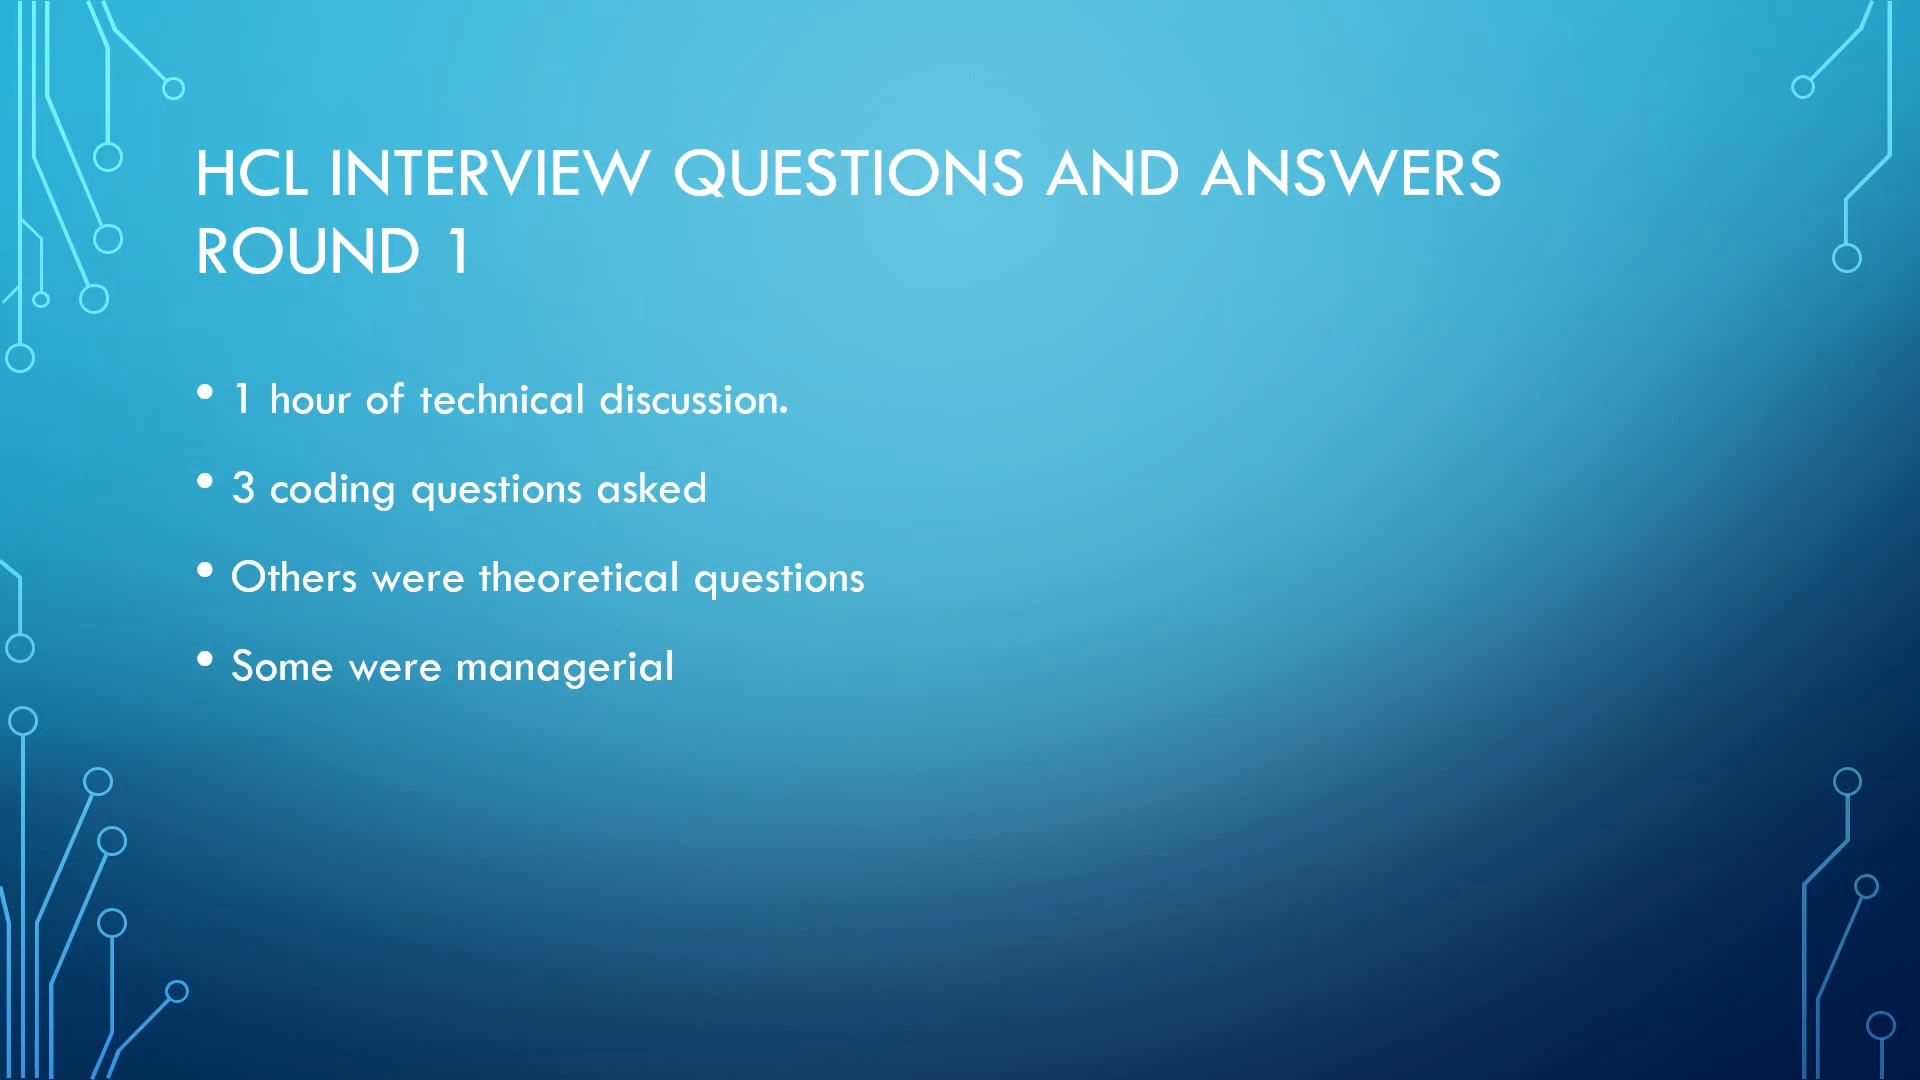 HCL INTERVIEW QUESTIONS AND ANSWERS
ROUND 1
• 1 hour of technical discussion.
• 3 coding questions asked
• Others were theoretical questions
• Some were managerial